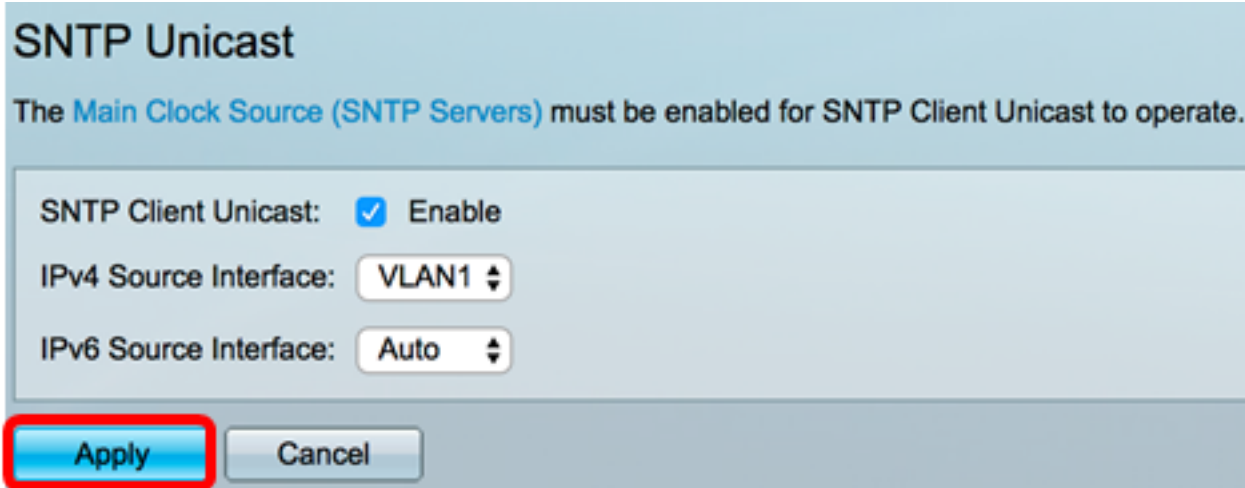 SNTP Unicast
The Main Clock Source (SNTP Servers) must be enabled for SNTP Client Unicast to operate.
SNTP Client Unicast: Enable
IPv4 Source Interface: VLAN1
IPv6 Source Interface: Auto
Apply Cancel